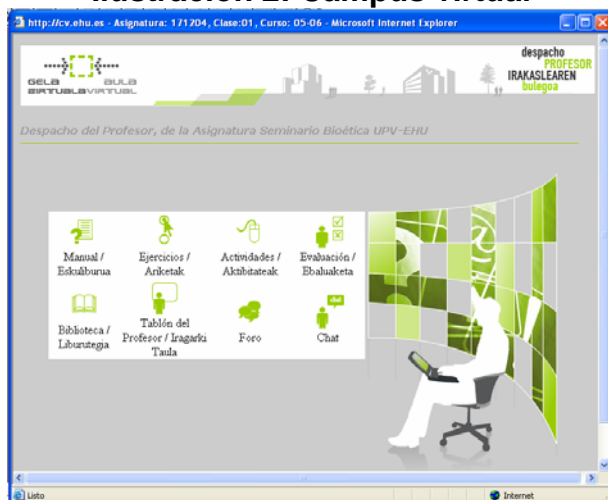 Ilustración 2. Campus Virtual
http://cv.ehu.es - Asignatura: 171204, Clase:01, Curso: 05-06 - Microsoft Internet Explorer
GELA AULA
BIRTUALA VIRTUAL
despacho
PROFESOR
IRAKASLEAREN
bulegoa
Despacho del Profesor, de la Asignatura Seminario Bioética UPV-EHU
Manual /
Eskuliburua
Ejercicios /
Ariketak
Actividades /
Aktibitateak
Evaluación /
Ebaluaketa
Biblioteca /
Liburutegia
Tablón del
Profesor / Iragarki
Taula
Foro
Chat
Listo
Internet